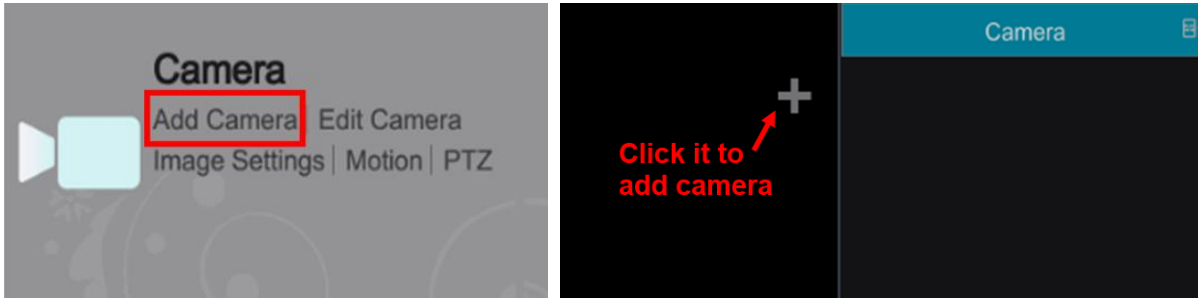 Camera
Add Camera | Edit Camera
Image Settings | Motion | PTZ
Camera
Click it to
add camera